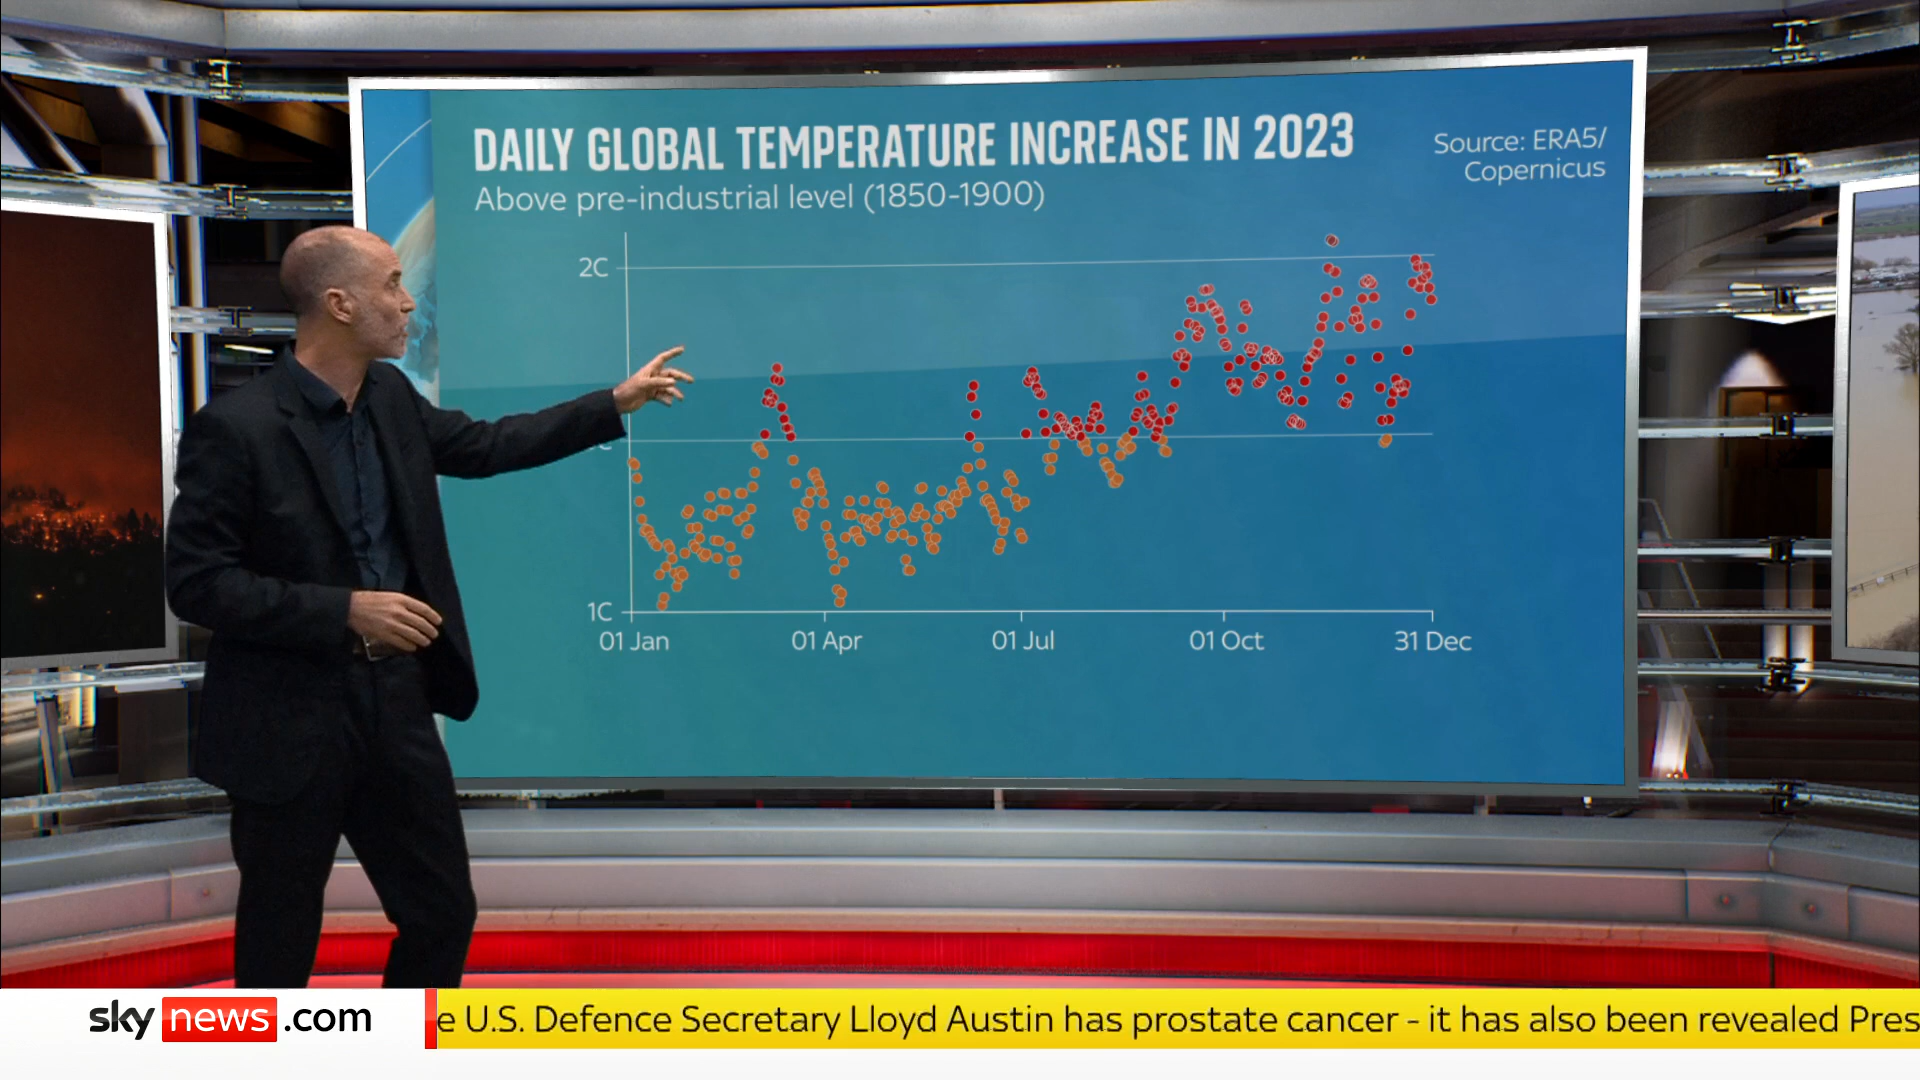 DAILY GLOBAL TEMPERATURE INCREASE IN 2023
Above pre-industrial level (1850-1900)
Source: ERA5/
Copernicus
2C
C
1C
01 Jan
01 Apr
01 Jul
01 Oct
31 Dec
sky news .com
e U.S. Defence Secretary Lloyd Austin has prostate cancer - it has also been revealed Pres